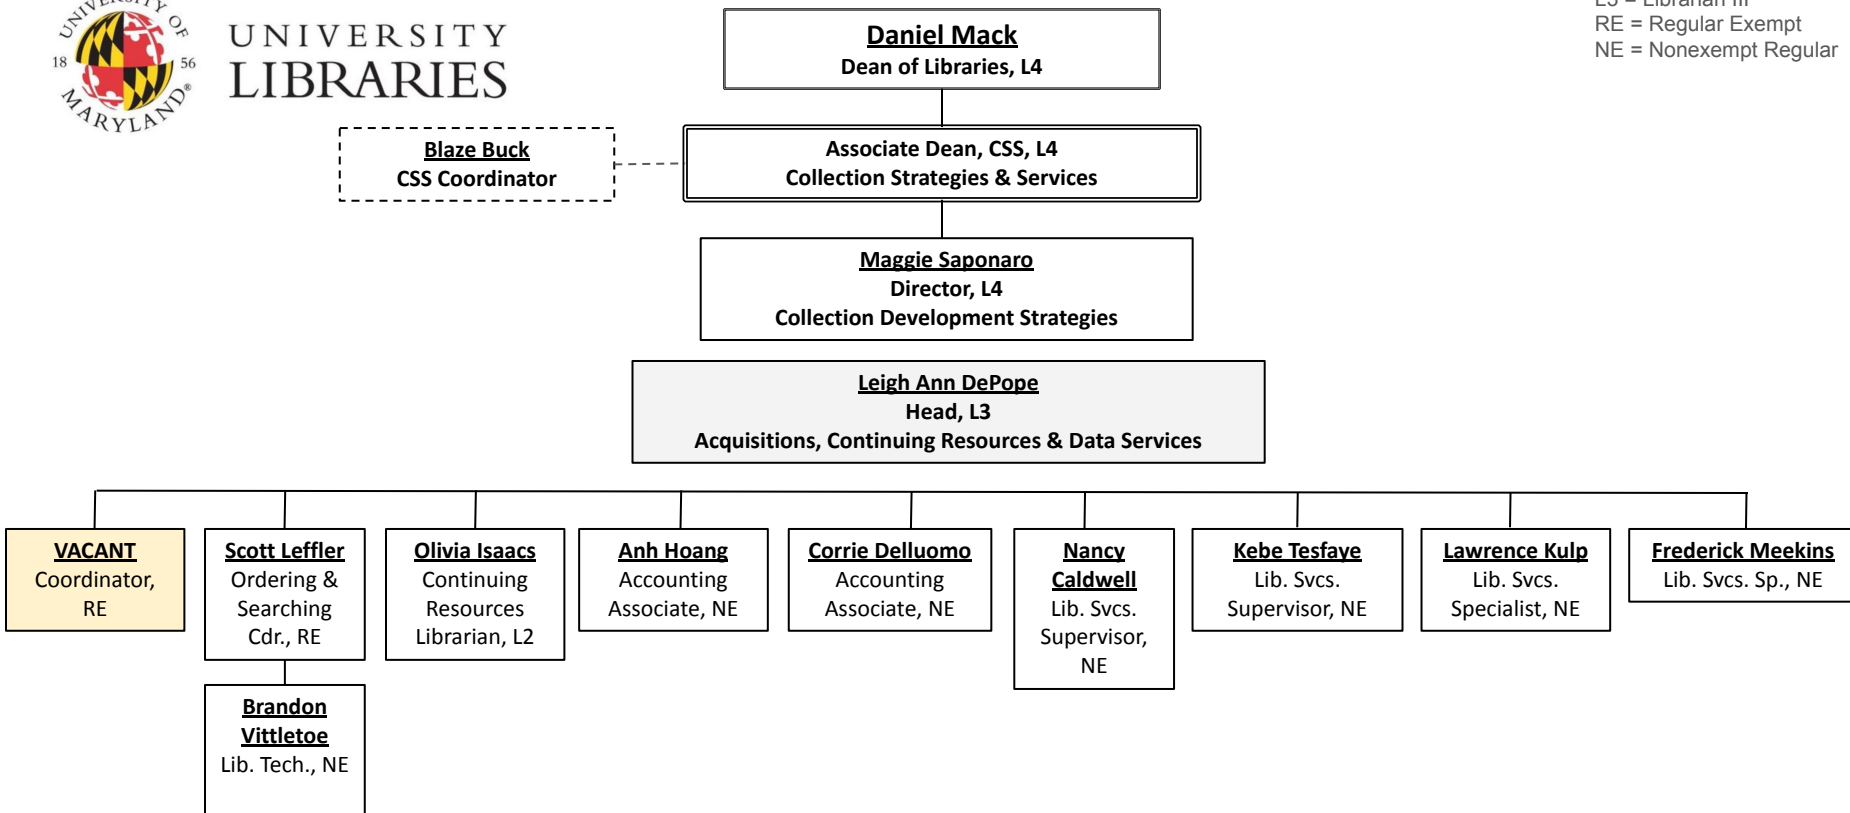 UNIVERSITY OF
18 56
MARYLAND®
UNIVERSITY
LIBRARIES
L3 = Librarian III
RE = Regular Exempt
NE = Nonexempt Regular
Daniel Mack
Dean of Libraries, L4
Blaze Buck
CSS Coordinator
Associate Dean, CSS, L4
Collection Strategies & Services
Maggie Saponaro
Director, L4
Collection Development Strategies
Leigh Ann DePope
Head, L3
Acquisitions, Continuing Resources & Data Services
VACANT
Coordinator,
RE
Scott Leffler
Ordering &
Searching
Cdr., RE
Olivia Isaacs
Continuing
Resources
Librarian, L2
Anh Hoang
Accounting
Associate, NE
Corrie Delluomo
Accounting
Associate, NE
Nancy
Caldwell
Lib. Svcs.
Supervisor,
NE
Kebe Tesfaye
Lib. Svcs.
Supervisor, NE
Lawrence Kulp
Lib. Svcs.
Specialist, NE
Frederick Meekins
Lib. Svcs. Sp., NE
Brandon
Vittletoe
Lib. Tech., NE